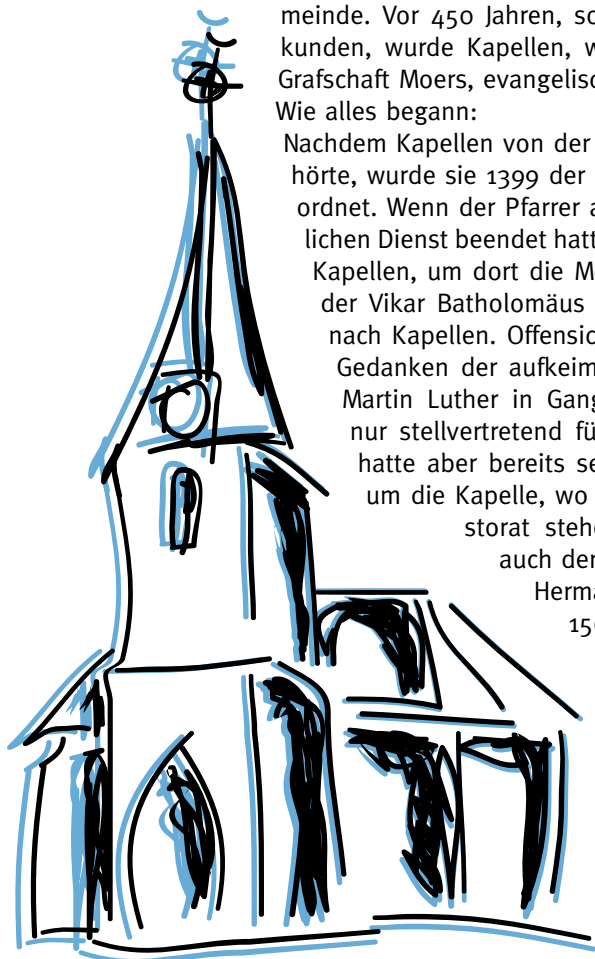 meinde. Vor 450 Jahren, so
kunden, wurde Kapellen, w
Grafschaft Moers, evangelisc
Wie alles begann:
Nachdem Kapellen von der
hörte, wurde sie 1399 der
ordnet. Wenn der Pfarrer a
lichen Dienst beendet hatt
Kapellen, um dort die M
der Vikar Batholomäus
nach Kapellen. Offensic
Gedanken der aufkeim
Martin Luther in Gang
nur stellvertretend fü
hatte aber bereits se
um die Kapelle, wo
storat steh
auch der
Herma
15